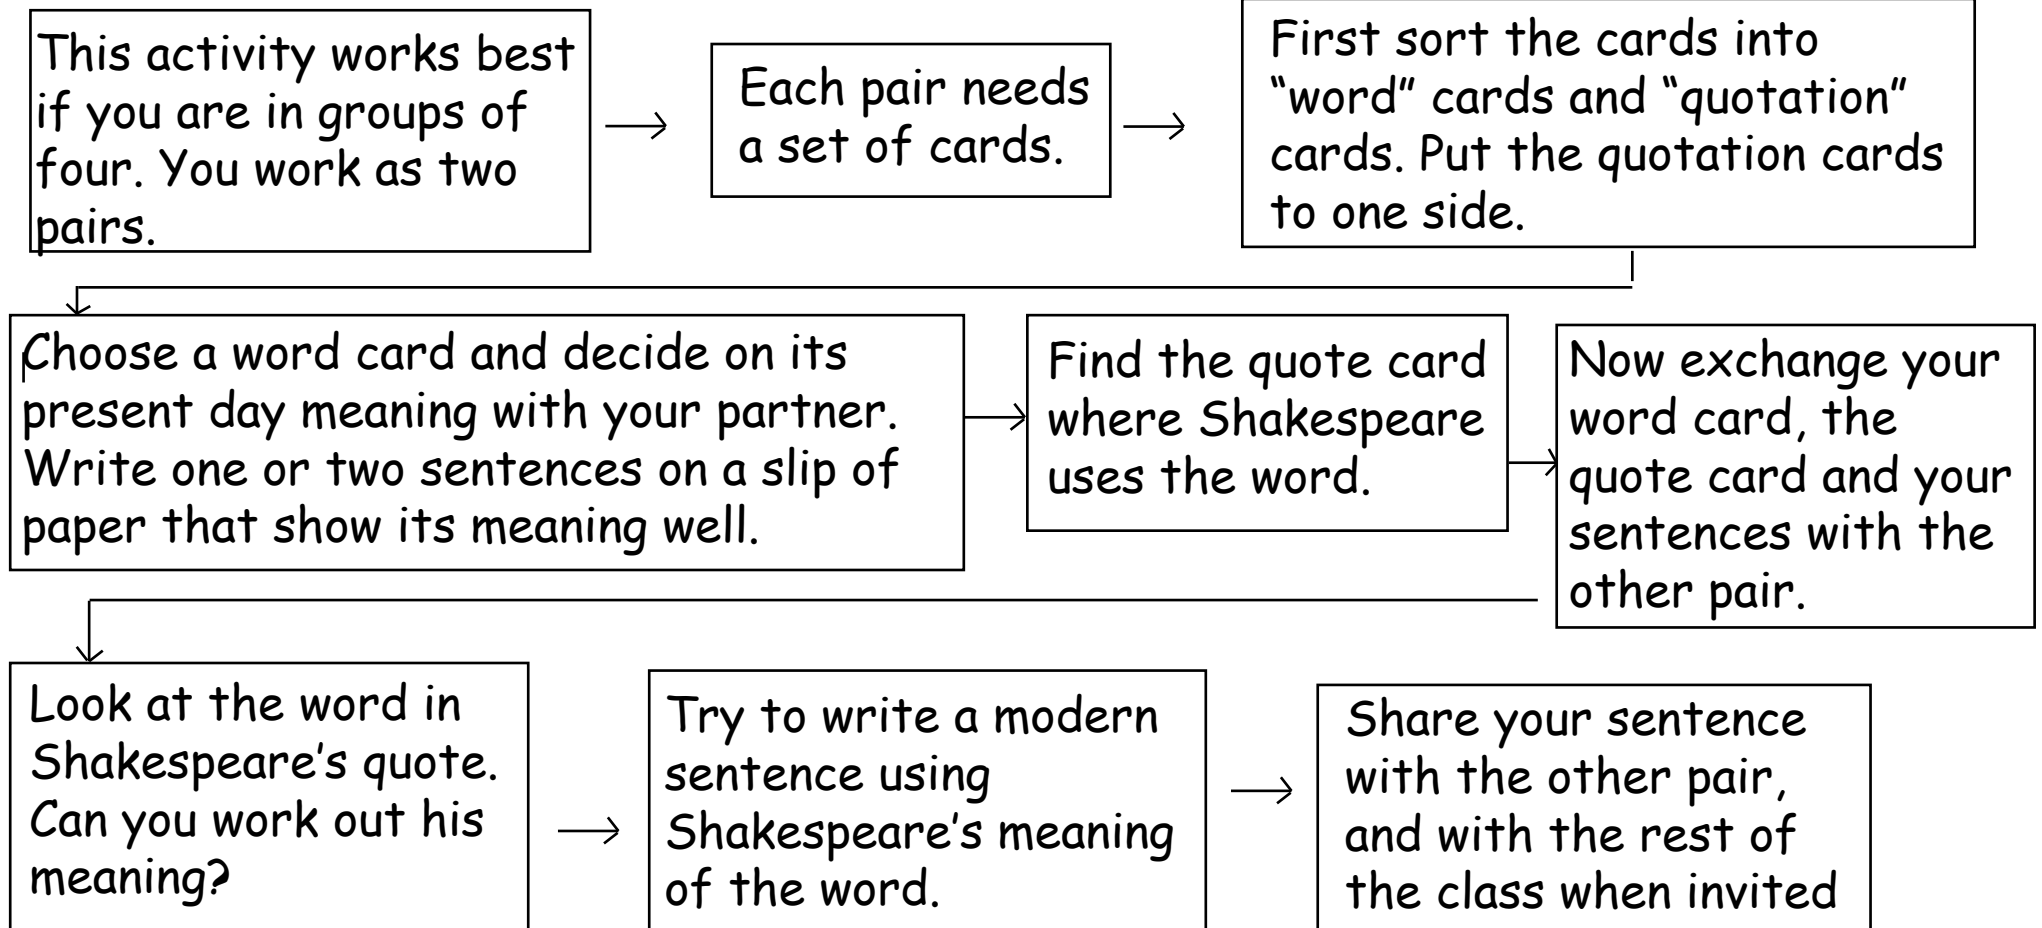 This activity works best
if you are in groups of
four. You work as two
pairs.
Each pair needs
a set of cards.
First sort the cards into
“word” cards and “quotation”
cards. Put the quotation cards
to one side.
Choose a word card and decide on its
present day meaning with your partner.
Write one or two sentences on a slip of
paper that show its meaning well.
Find the quote card
where Shakespeare
uses the word.
Now exchange your
word card, the
quote card and your
sentences with the
other pair.
Look at the word in
Shakespeare’s quote.
Can you work out his
meaning?
Try to write a modern
sentence using
Shakespeare’s meaning
of the word.
Share your sentence
with the other pair,
and with the rest of
the class when invited